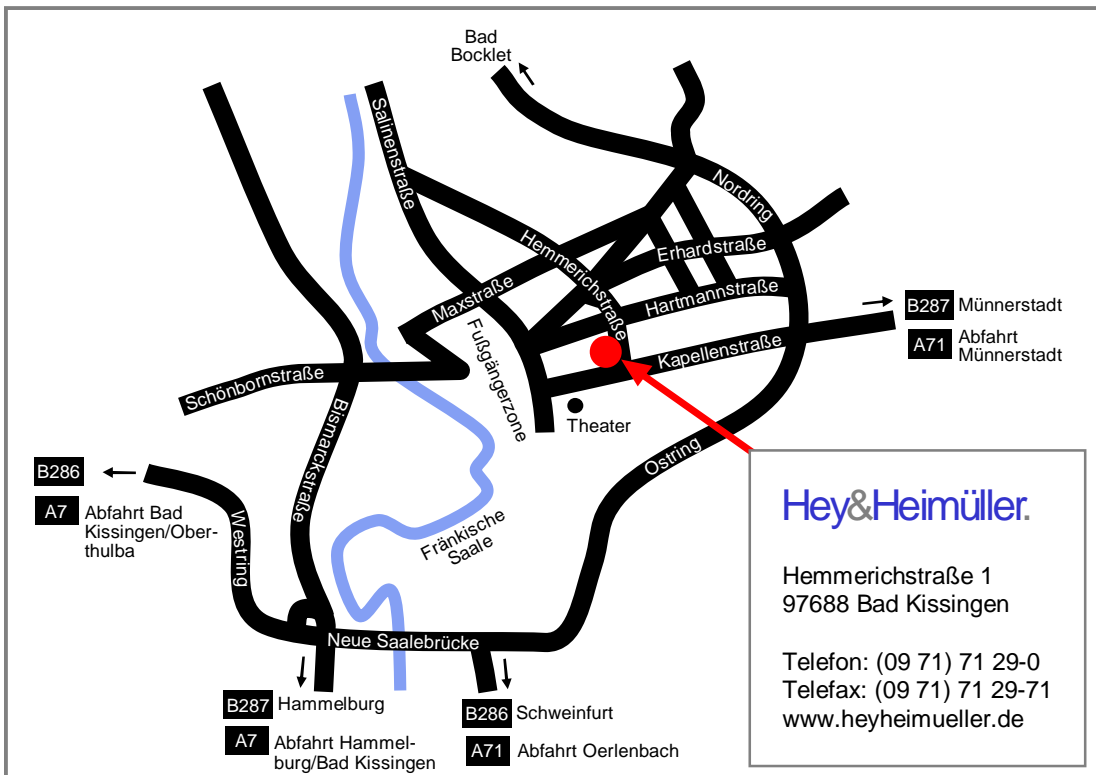 Bad
Bocklet
Salinenstraße
Nordring
Hemmerichstraße
Erhardstraße
Maxstraße
Hartmannstraße
B287 Münnerstadt
A71 Abfahrt
Münnerstadt
Fußgängerzone
Kapellenstraße
Schönbornstraße
Bismarckstraße
Theater
Ostring
B286
A7 Abfahrt Bad
Kissingen/Ober-
thulba
Westring
Fränkische
Saale
Neue Saalebrücke
B287 Hammelburg
A7 Abfahrt Hammel-
burg/Bad Kissingen
B286 Schweinfurt
A71 Abfahrt Oerlenbach
Hey&Heimüller.
Hemmerichstraße 1
97688 Bad Kissingen
Telefon: (09 71) 71 29-0
Telefax: (09 71) 71 29-71
www.heyheimueller.de